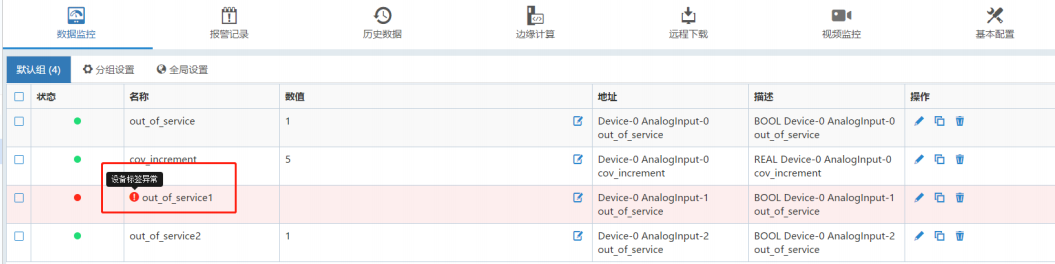 数据监控 报警记录 历史数据 边缘计算 远程下载 视频监控 基本配置
默认组 (4) 分组设置 全局设置
状态 名称 数值 地址 描述 操作
out_of_service 1 Device-0 AnalogInput-0 BOOL Device-0 AnalogInput-0
out_of_service out_of_service
cov_increment 5 Device-0 AnalogInput-0 REAL Device-0 AnalogInput-0
cov_increment cov_increment
设备标签异常
out_of_service1 Device-0 AnalogInput-1 BOOL Device-0 AnalogInput-1
out_of_service out_of_service
out_of_service2 1 Device-0 AnalogInput-2 BOOL Device-0 AnalogInput-2
out_of_service out_of_service